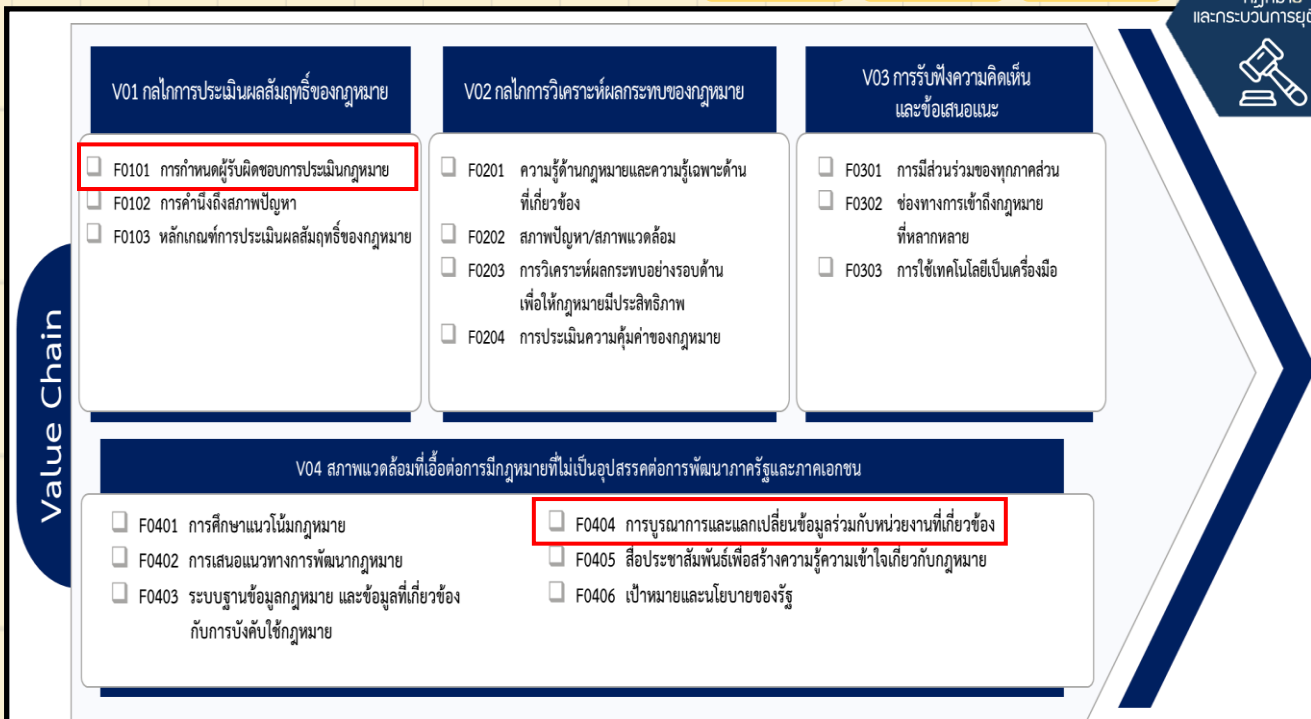 และกระบวนการยุติ
Value Chain
V01 กลไกการประเมินผลสัมฤทธิ์ของกฎหมาย
F0101 การกำหนดผู้รับผิดชอบการประเมินกฎหมาย
F0102 การคำนึงถึงสภาพปัญหา
F0103 หลักเกณฑ์การประเมินผลสัมฤทธิ์ของกฎหมาย
V02 กลไกการวิเคราะห์ผลกระทบของกฎหมาย
F0201 ความรู้ด้านกฎหมายและความรู้เฉพาะด้าน
ที่เกี่ยวข้อง
F0202 สภาพปัญหา/สภาพแวดล้อม
F0203 การวิเคราะห์ผลกระทบอย่างรอบด้าน
เพื่อให้กฎหมายมีประสิทธิภาพ
F0204 การประเมินความคุ้มค่าของกฎหมาย
V03 การรับฟังความคิดเห็น
และข้อเสนอแนะ
F0301 การมีส่วนร่วมของทุกภาคส่วน
F0302 ช่องทางการเข้าถึงกฎหมาย
ที่หลากหลาย
F0303 การใช้เทคโนโลยีเป็นเครื่องมือ
V04 สภาพแวดล้อมที่เอื้อต่อการมีกฎหมายที่ไม่เป็นอุปสรรคต่อการพัฒนาภาครัฐและภาคเอกชน
F0401 การศึกษาแนวโน้มกฎหมาย
F0402 การเสนอแนวทางการพัฒนากฎหมาย
F0403 ระบบฐานข้อมูลกฎหมาย และข้อมูลที่เกี่ยวข้อง
กับการบังคับใช้กฎหมาย
F0404 การบูรณาการและแลกเปลี่ยนข้อมูลร่วมกับหน่วยงานที่เกี่ยวข้อง
F0405 สื่อประชาสัมพันธ์เพื่อสร้างความรู้ความเข้าใจเกี่ยวกับกฎหมาย
F0406 เป้าหมายและนโยบายของรัฐ